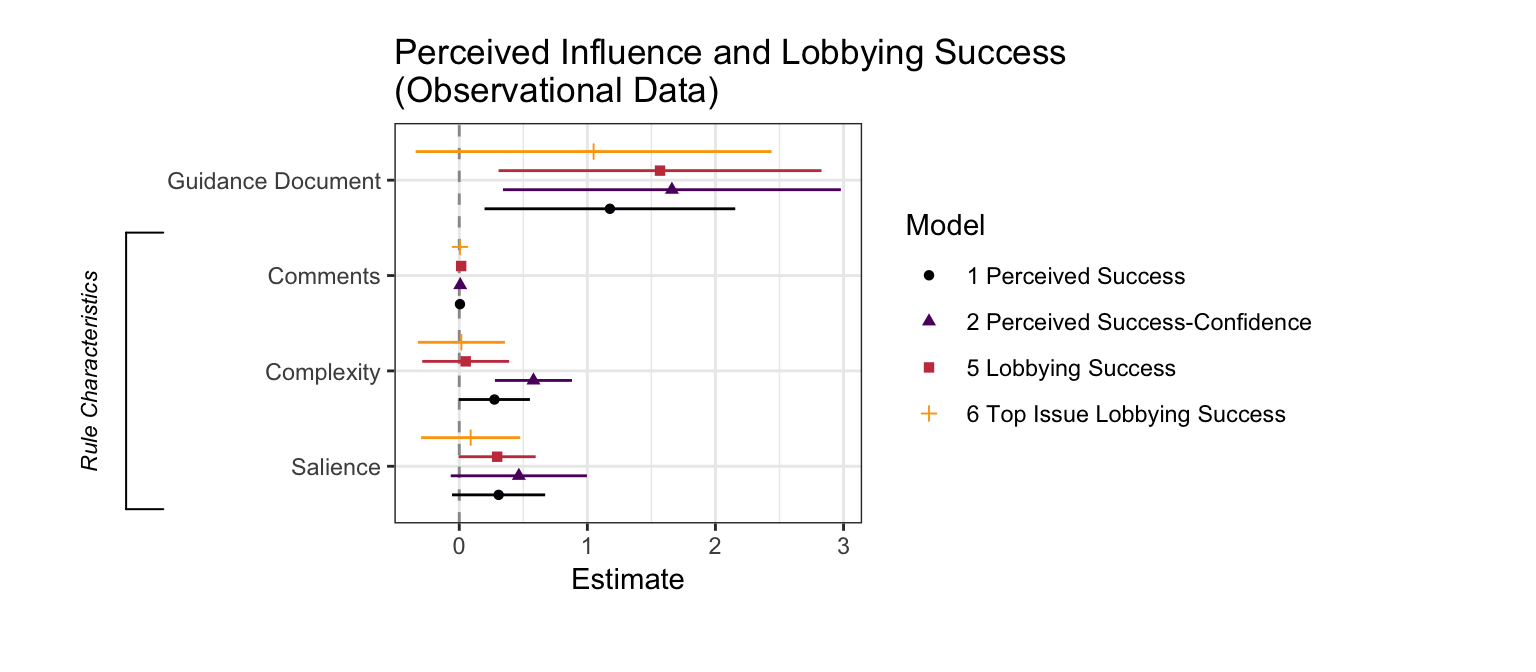 Perceived Influence and Lobbying Success
(Observational Data)
Guidance Document
Comments
Complexity
Salience
Rule Characteristics
0 1 2 3
Estimate
Model
1 Perceived Success
2 Perceived Success-Confidence
5 Lobbying Success
6 Top Issue Lobbying Success